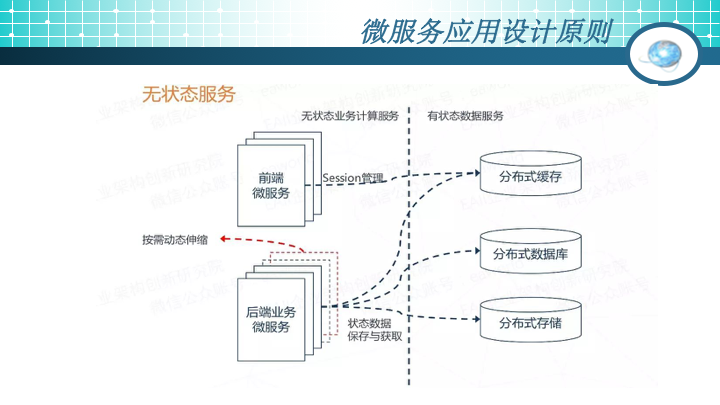 微服务应用设计原则
无状态服务
无状态业务计算服务
有状态数据服务
前端
微服务
Session管理
分布式缓存
按需动态伸缩
分布式数据库
后端业务
微服务
状态数据
保存与获取
分布式存储